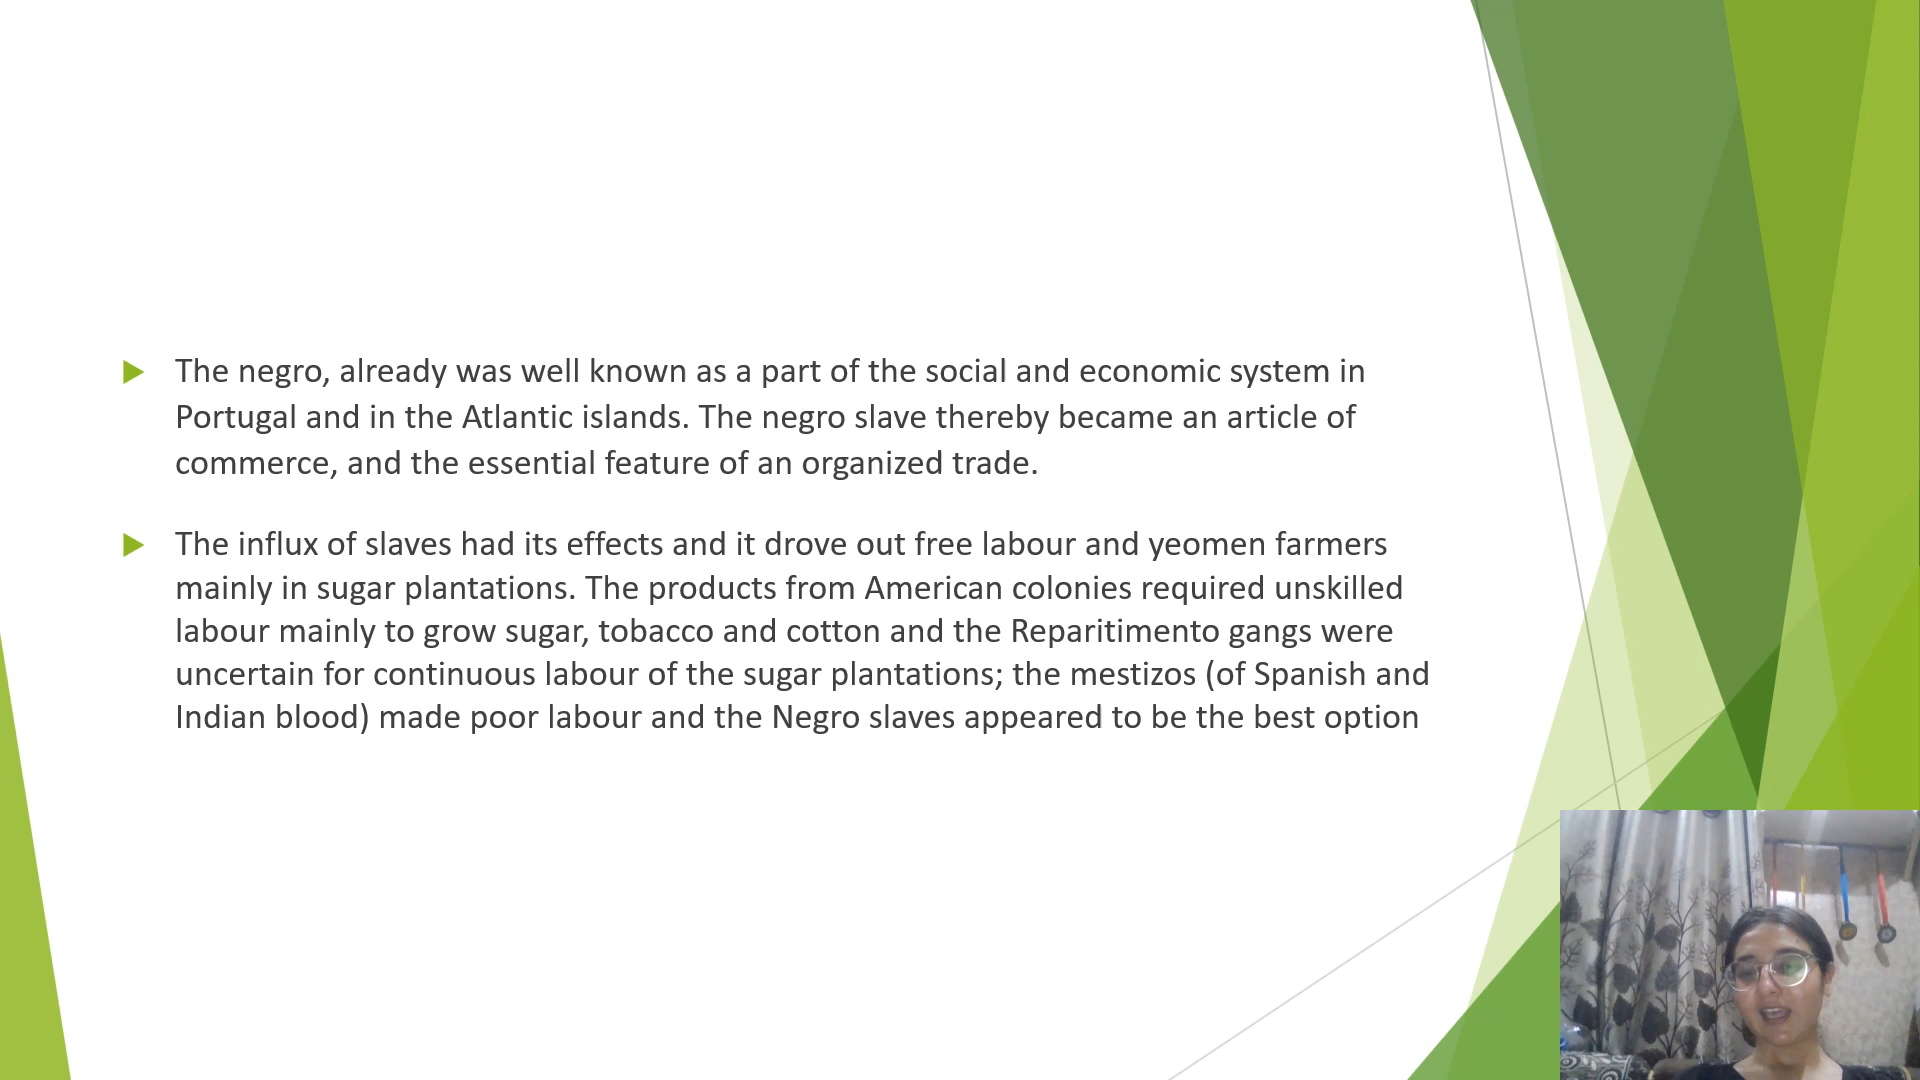 The negro, already was well known as a part of the social and economic system in
Portugal and in the Atlantic islands. The negro slave thereby became an article of
commerce, and the essential feature of an organized trade.
The influx of slaves had its effects and it drove out free labour and yeomen farmers
mainly in sugar plantations. The products from American colonies required unskilled
labour mainly to grow sugar, tobacco and cotton and the Reparitimento gangs were
uncertain for continuous labour of the sugar plantations; the mestizos (of Spanish and
Indian blood) made poor labour and the Negro slaves appeared to be the best option